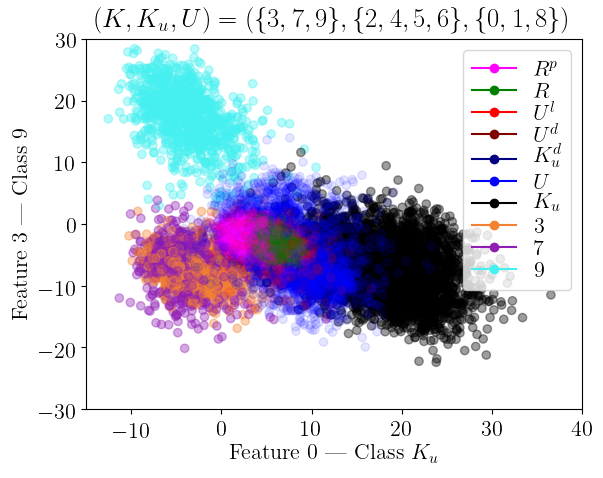 (K, K_u, U) = ({3, 7, 9}, {2, 4, 5, 6}, {0, 1, 8})
30
20
10
0
−10
−20
−30
Feature 3 — Class 9
R^p
R
U^l
U^d
K_u^d
U
K_u
3
7
9
−10
0
10
20
30
40
Feature 0 — Class K_u